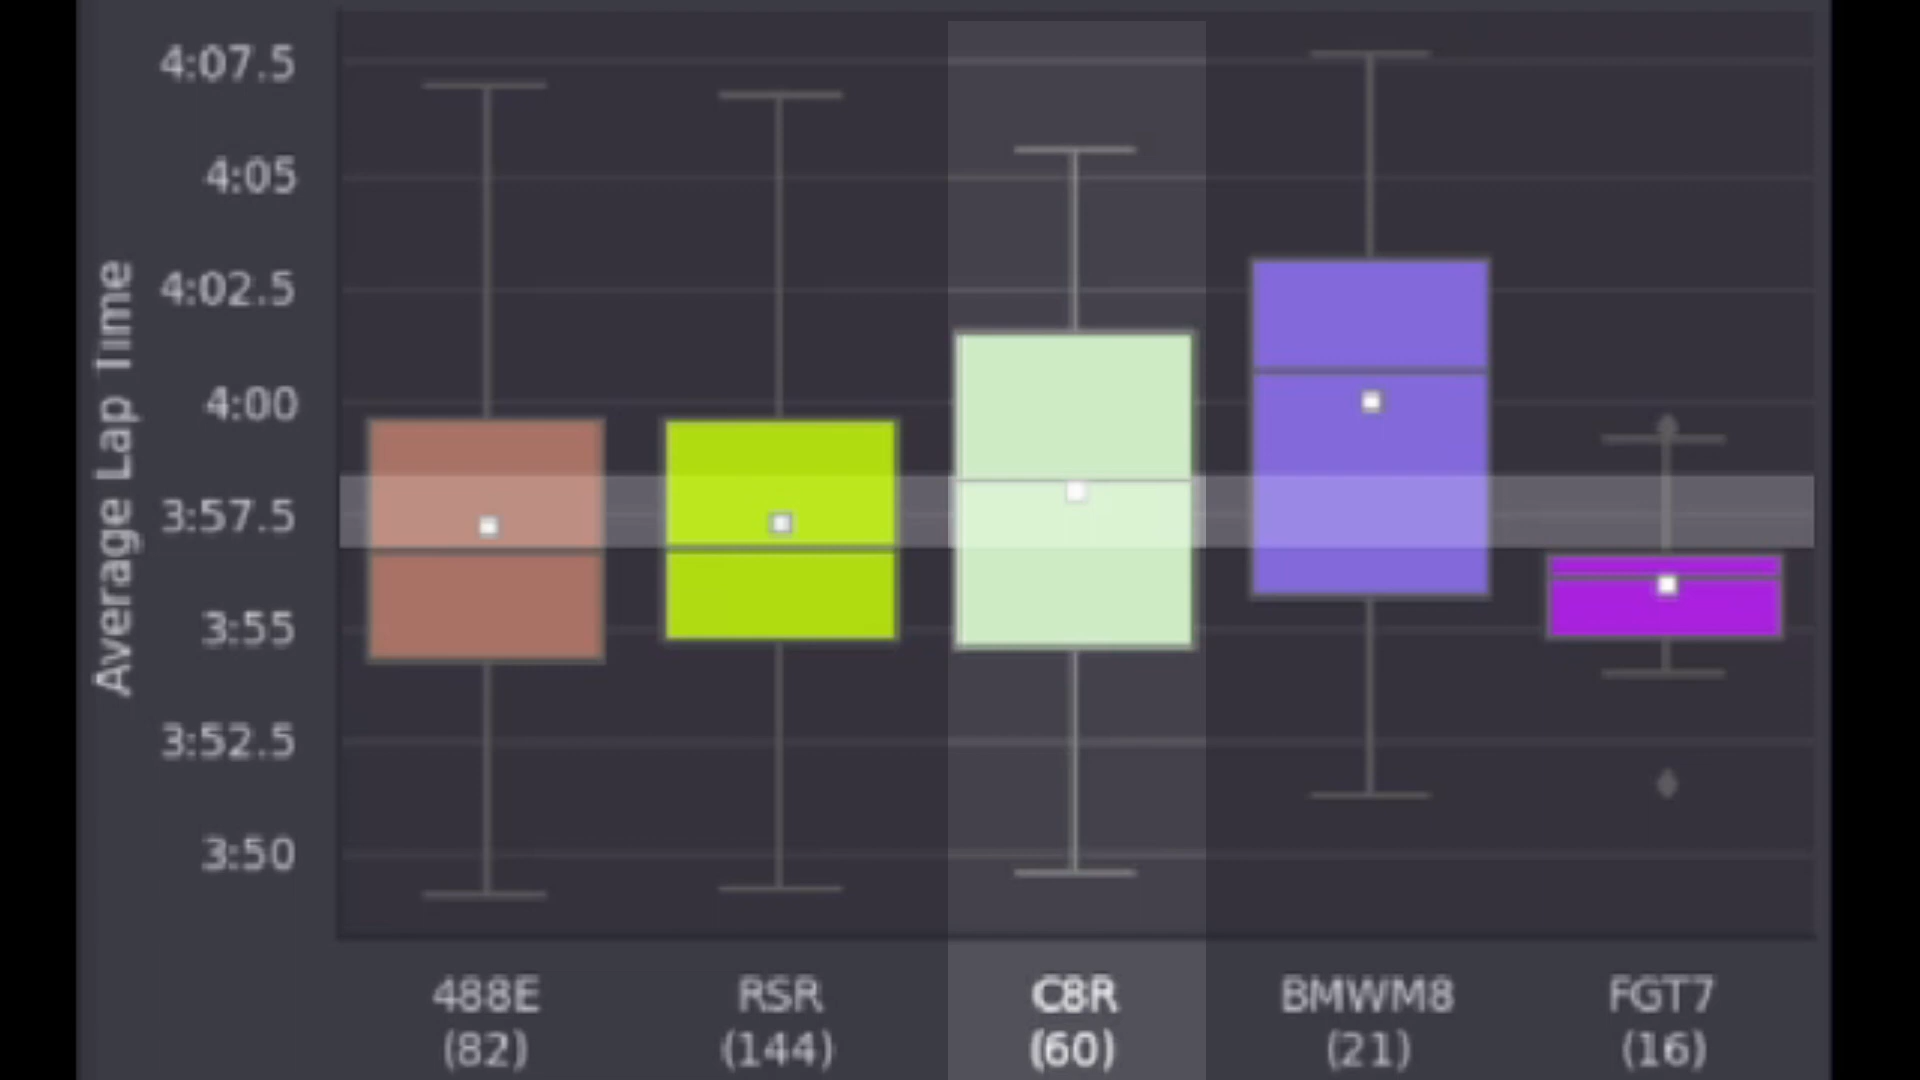 4:07.5
4:05
4:02.5
4:00
3:57.5
3:55
3:52.5
3:50
Average Lap Time
488E RSR C8R BMWM8 FGT7
(82) (144) (60) (21) (16)